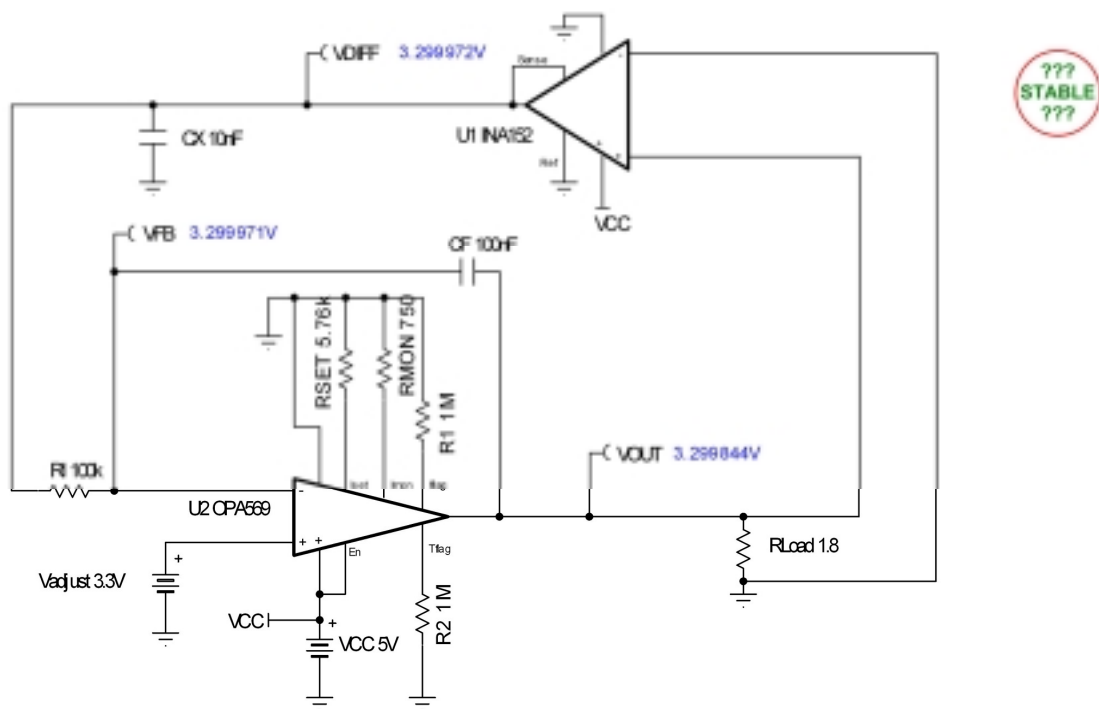 VDIFF 3.299972V
Sense
-
???
STABLE
???
CX 10nF
U1 INA152
+
+
Ref
VCC
VFB 3.299971V
CF 100nF
RSET 5.76k
RMON 750
R1 1M
VOUT 3.299844V
RI 100k
-
Iset
Imon
Iflag
U2 OPA569
+
+
En
Tflag
RLoad 1.8
+
Vadjust 3.3V
VCC
+
VCC 5V
R2 1M